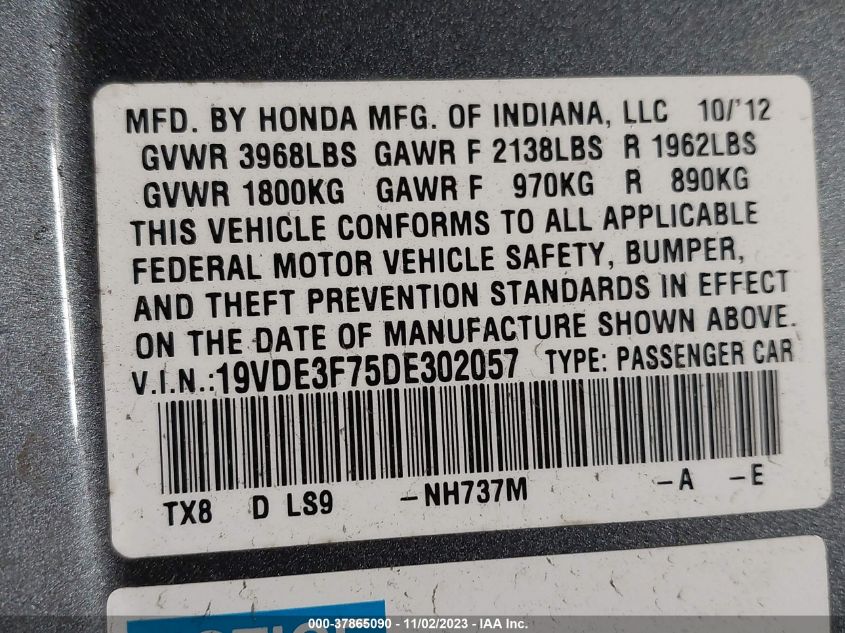 MFD. BY HONDA MFG. OF INDIANA, LLC 10/'12
GVWR 3968LBS GAWR F 2138LBS R 1962LBS
GVWR 1800KG GAWR F 970KG R 890KG
THIS VEHICLE CONFORMS TO ALL APPLICABLE
FEDERAL MOTOR VEHICLE SAFETY, BUMPER,
AND THEFT PREVENTION STANDARDS IN EFFECT
ON THE DATE OF MANUFACTURE SHOWN ABOVE.
V.I.N.:19VDE3F75DE302057 TYPE: PASSENGER CAR
TX8 D LS9 -NH737M -A -E
000-37865090 - 11/02/2023 - IAAI.com